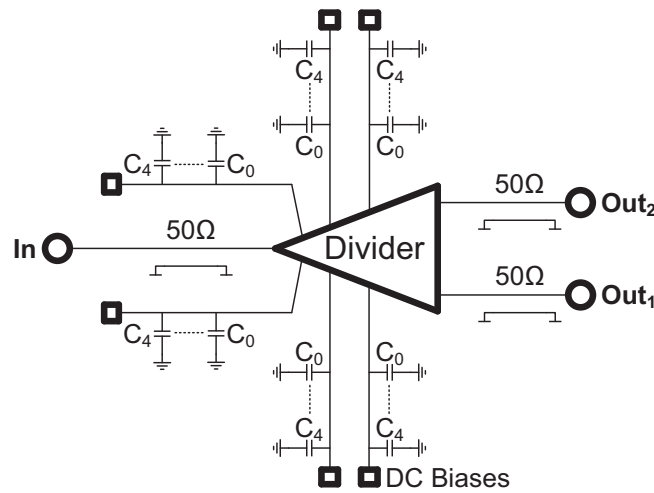 C₄ C₄
C₀ C₀
C₄ C₀
50Ω
50Ω
Out₂
In
Divider
50Ω
Out₁
C₄ C₀
C₀ C₀
C₄ C₄
DC Biases